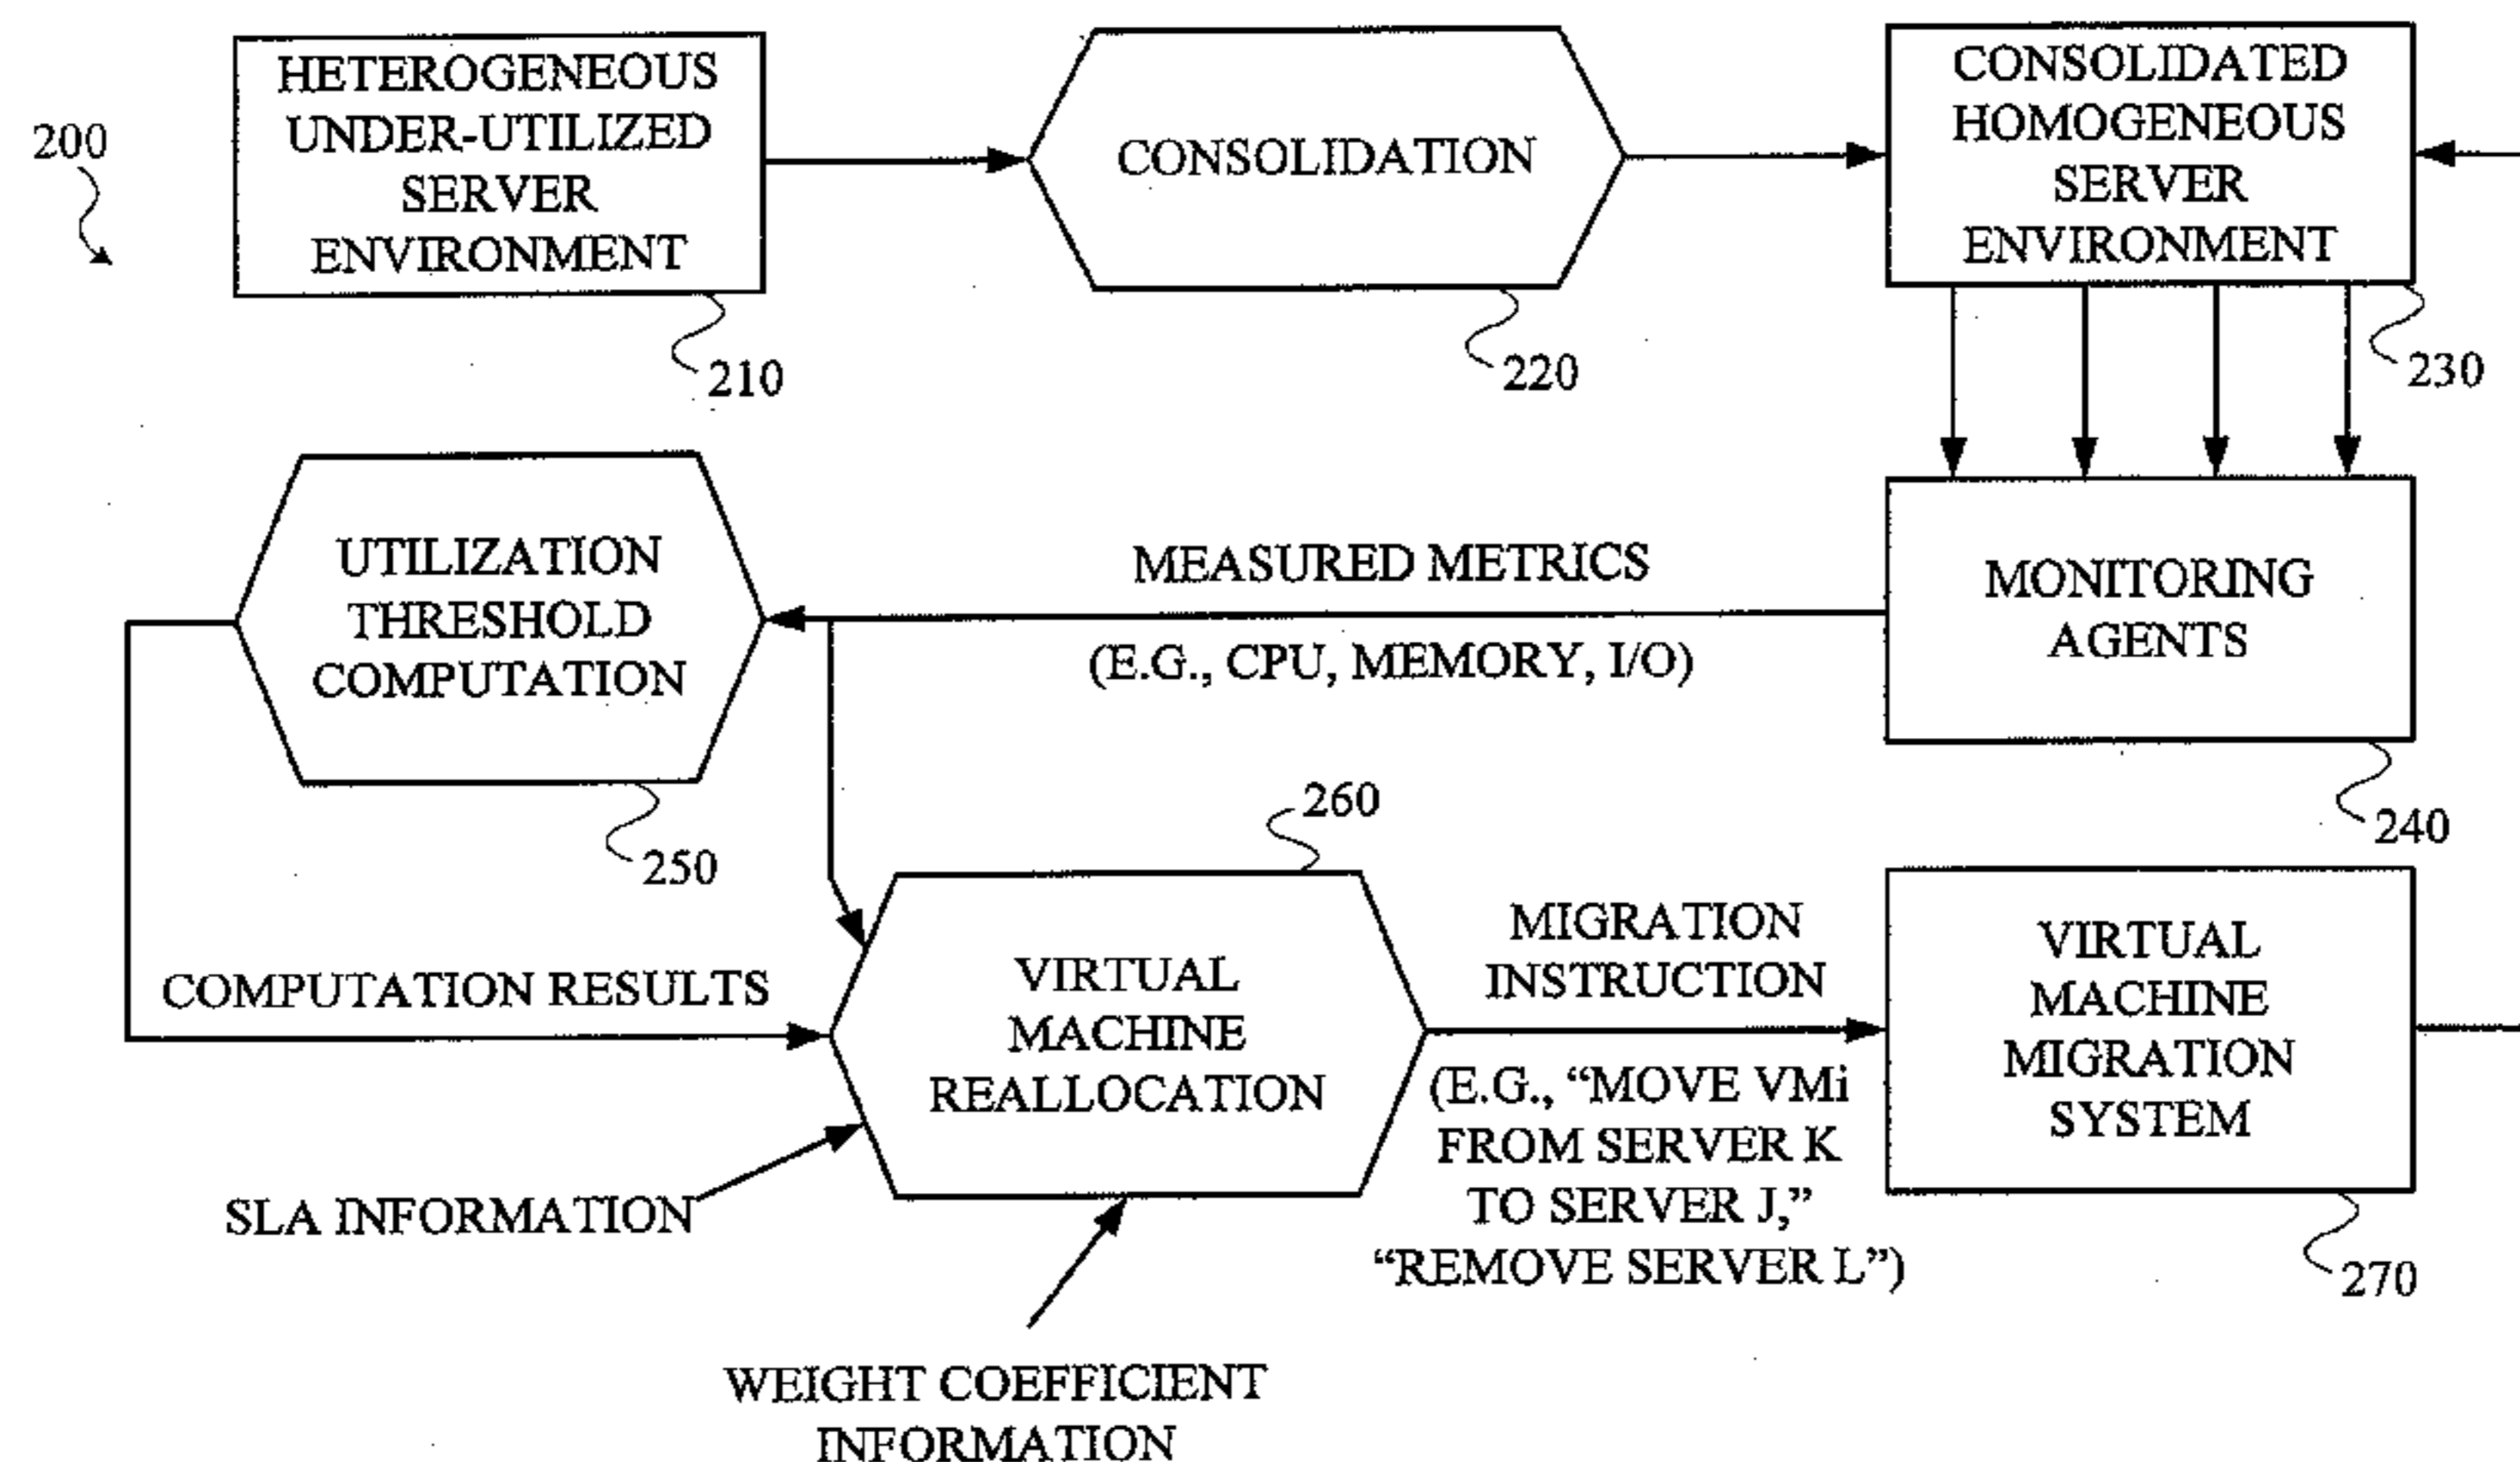 200
HETEROGENEOUS
UNDER-UTILIZED
SERVER
ENVIRONMENT
210
CONSOLIDATION
220
CONSOLIDATED
HOMOGENEOUS
SERVER
ENVIRONMENT
230
UTILIZATION
THRESHOLD
COMPUTATION
250
MEASURED METRICS
(E.G., CPU, MEMORY, I/O)
MONITORING
AGENTS
240
COMPUTATION RESULTS
260
VIRTUAL
MACHINE
REALLOCATION
SLA INFORMATION
WEIGHT COEFFICIENT
INFORMATION
MIGRATION
INSTRUCTION
(E.G., “MOVE VMi
FROM SERVER K
TO SERVER J,”
“REMOVE SERVER L”)
VIRTUAL
MACHINE
MIGRATION
SYSTEM
270